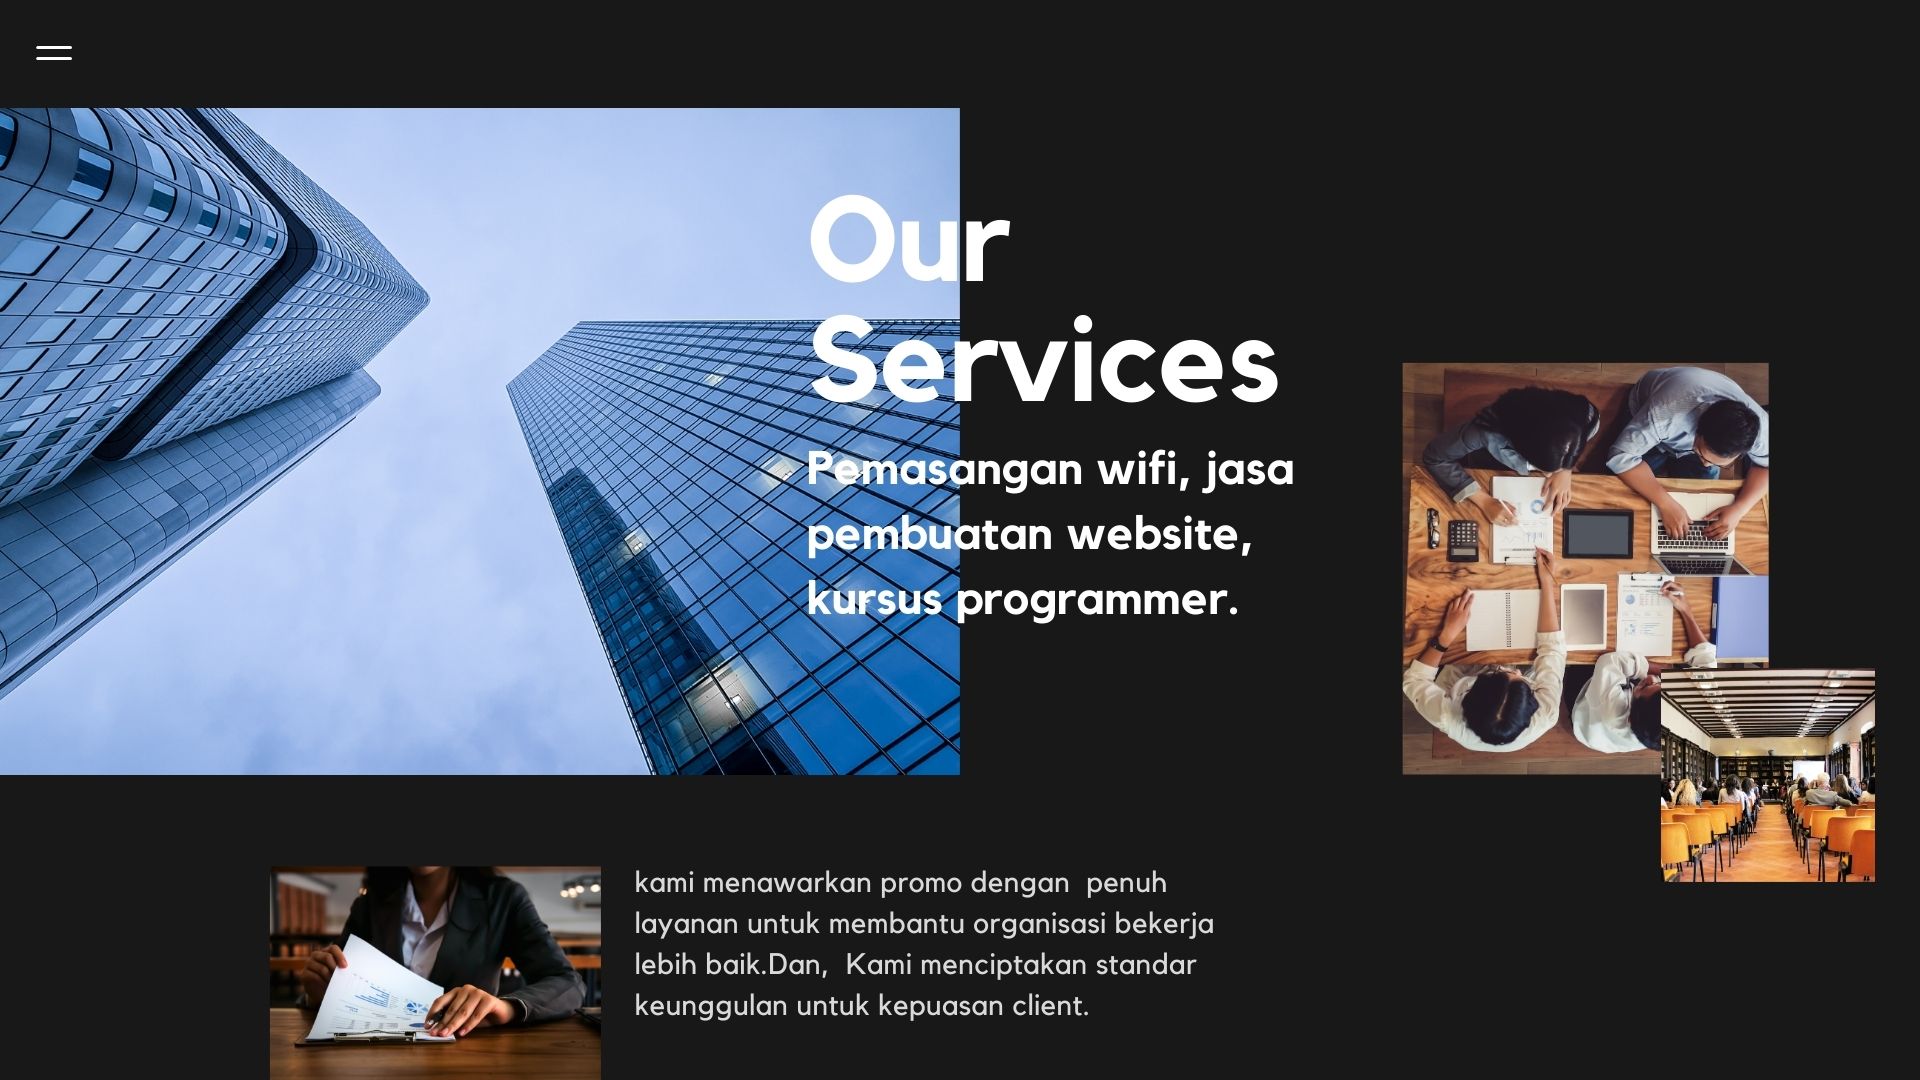 Our
Services
Pemasangan wifi, jasa
pembuatan website,
kursus programmer.
kami menawarkan promo dengan  penuh
layanan untuk membantu organisasi bekerja
lebih baik.Dan,  Kami menciptakan standar
keunggulan untuk kepuasan client.